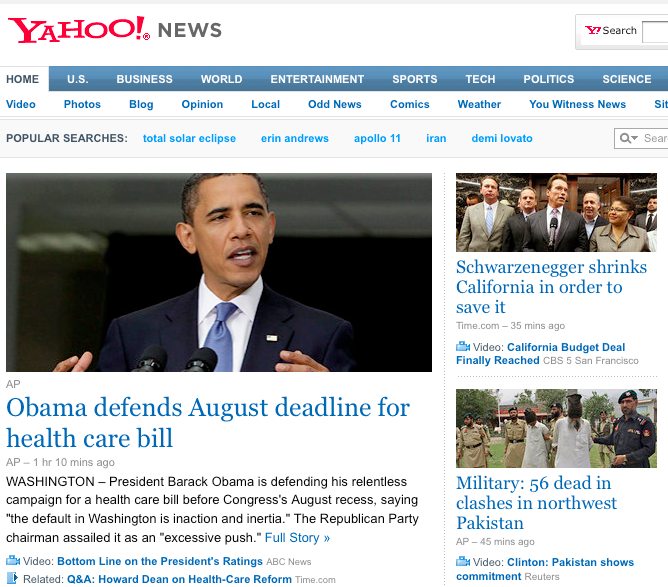 YAHOO!® NEWS
Y! Search
HOME U.S. BUSINESS WORLD ENTERTAINMENT SPORTS TECH POLITICS SCIENCE
Video Photos Blog Opinion Local Odd News Comics Weather You Witness News Sit
POPULAR SEARCHES: total solar eclipse erin andrews apollo 11 iran demi lovato
Sear
AP
Obama defends August deadline for
health care bill
AP – 1 hr 10 mins ago
WASHINGTON – President Barack Obama is defending his relentless
campaign for a health care bill before Congress's August recess, saying
"the default in Washington is inaction and inertia." The Republican Party
chairman assailed it as an "excessive push." Full Story »
Video: Bottom Line on the President's Ratings ABC News
Related: Q&A: Howard Dean on Health-Care Reform Time.com
Schwarzenegger shrinks
California in order to
save it
Time.com – 35 mins ago
Video: California Budget Deal
Finally Reached CBS 5 San Francisco
Military: 56 dead in
clashes in northwest
Pakistan
AP – 45 mins ago
Video: Clinton: Pakistan shows
commitment Reuters